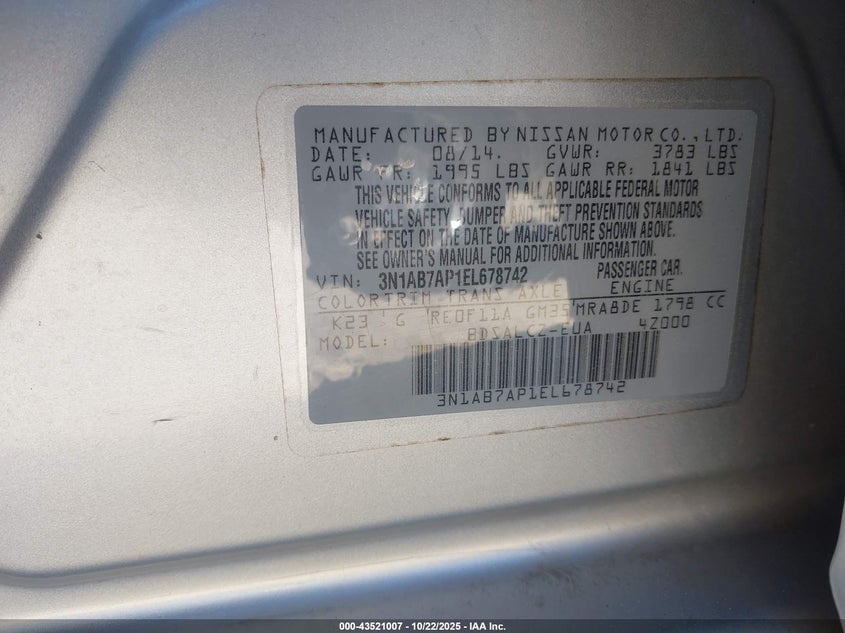 MANUFACTURED BY NISSAN MOTOR CO., LTD.
DATE: 08/14. GVWR: 3783 LBS
GAWR FR: 1995 LBS GAWR RR: 1841 LBS
THIS VEHICLE CONFORMS TO ALL APPLICABLE FEDERAL MOTOR
VEHICLE SAFETY, BUMPER AND THEFT PREVENTION STANDARDS
IN EFFECT ON THE DATE OF MANUFACTURE SHOWN ABOVE.
SEE OWNER'S MANUAL FOR ADDITIONAL INFORMATION.
VIN: 3N1AB7AP1EL678742 PASSENGER CAR.
COLOR TRIM TRANS AXLE ENGINE
K23 G RE0F11A GM35 MRA8DE 1798 CC
MODEL: BDSALCZ-EUA 4Z000
3N1AB7AP1EL678742
000-43521007 - 10/22/2025 - IAA Inc.